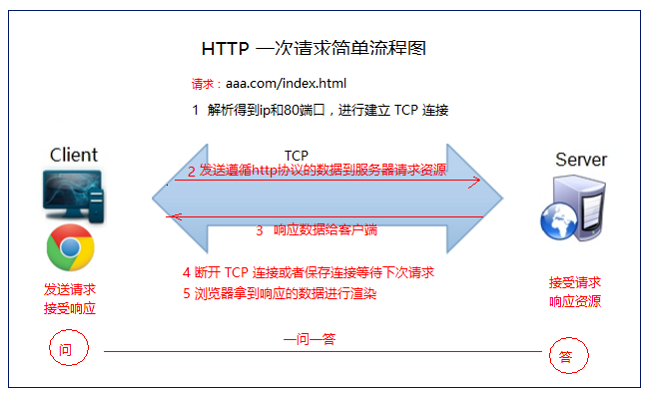 HTTP 一次请求简单流程图
请求：aaa.com/index.html
1 解析得到ip和80端口，进行建立 TCP 连接
Client
TCP
Server
2 发送遵循http协议的数据到服务器请求资源
3 响应数据给客户端
4 断开 TCP 连接或者保存连接等待下次请求
5 浏览器拿到响应的数据进行渲染
发送请求
接受响应
接受请求
响应资源
问
一问一答
答